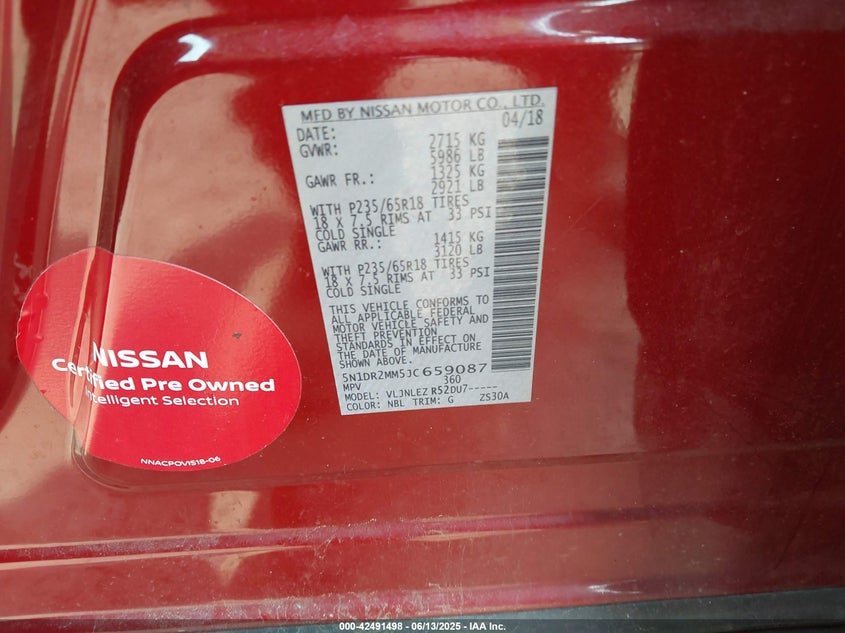 MFD BY NISSAN MOTOR CO., LTD.
DATE: 04/18
GVWR: 2715 KG
5986 LB
GAWR FR.: 1325 KG
2921 LB
WITH P235/65R18 TIRES
18 X 7.5 RIMS AT 33 PSI
COLD SINGLE
GAWR RR.: 1415 KG
3120 LB
WITH P235/65R18 TIRES
18 X 7.5 RIMS AT 33 PSI
COLD SINGLE
THIS VEHICLE CONFORMS TO
ALL APPLICABLE FEDERAL
MOTOR VEHICLE SAFETY AND
THEFT PREVENTION
STANDARDS IN EFFECT ON
THE DATE OF MANUFACTURE
SHOWN ABOVE.
5N1DR2MM5JC659087
MPV 360
MODEL: VLJNLEZ R52DU7-----
COLOR: NBL TRIM: G ZS30A
NISSAN
Certified Pre Owned
Intelligent Selection
NNACPOVIS18-06
000-42491498 - 06/13/2025 - IAA Inc.